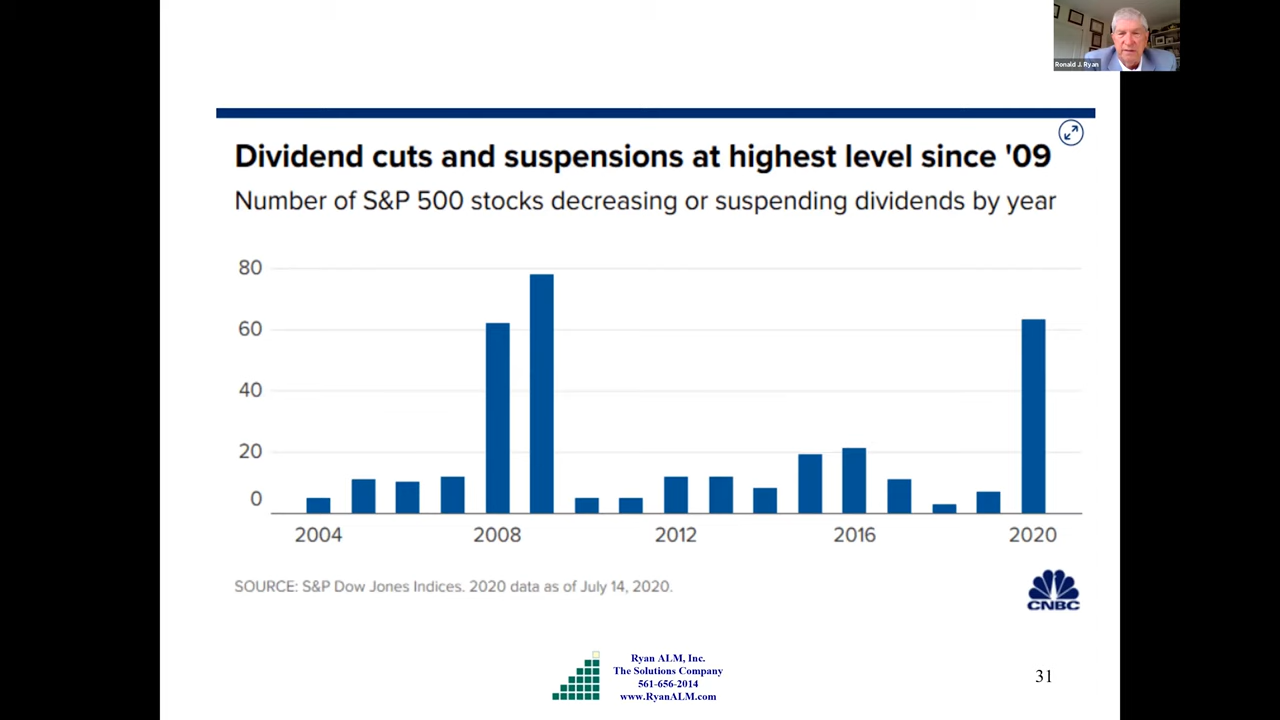 Ronald J. Ryan
Dividend cuts and suspensions at highest level since '09
Number of S&P 500 stocks decreasing or suspending dividends by year
80
60
40
20
0
2004 2008 2012 2016 2020
SOURCE: S&P Dow Jones Indices. 2020 data as of July 14, 2020.
CNBC
Ryan ALM, Inc.
The Solutions Company
561-656-2014
www.RyanALM.com
31